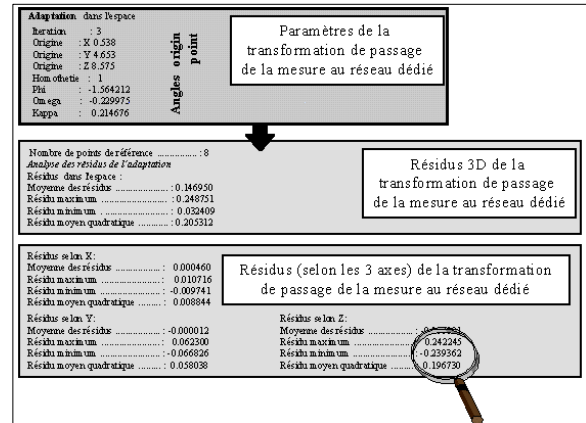 Adaptation dans l'espace
Iteration : 3
Origine : X 0.538
Origine : Y 4.653
Origine : Z 8.575
Homothetie : 1
Phi : -1.564212
Omega : -0.229975
Kappa : 0.214676
Angles origin
point
Paramètres de la
transformation de passage
de la mesure au réseau dédié
Nombre de points de référence ............... : 8
Analyse des résidus de l'adaptation
Résidus dans l'espace :
Moyenne des résidus .................... : 0.146950
Résidu maximum ....................... : 0.248751
Résidu minimum ....................... : 0.032409
Résidu moyen quadratique ......... : 0.205312
Résidus 3D de la
transformation de passage
de la mesure au réseau dédié
Résidus selon X:
Moyenne des résidus .................... : 0.000460
Résidu maximum ....................... : 0.010716
Résidu minimum ....................... : -0.009741
Résidu moyen quadratique ......... : 0.008844
Résidus (selon les 3 axes) de la transformation
de passage de la mesure au réseau dédié
Résidus selon Y:
Moyenne des résidus .................... : -0.000012
Résidu maximum ....................... : 0.062300
Résidu minimum ....................... : -0.066826
Résidu moyen quadratique ........ : 0.058038
Résidus selon Z:
Moyenne des résidus .................... :
Résidu maximum ....................... : 0.242245
Résidu minimum ....................... : -0.239362
Résidu moyen quadratique ......... : 0.196730